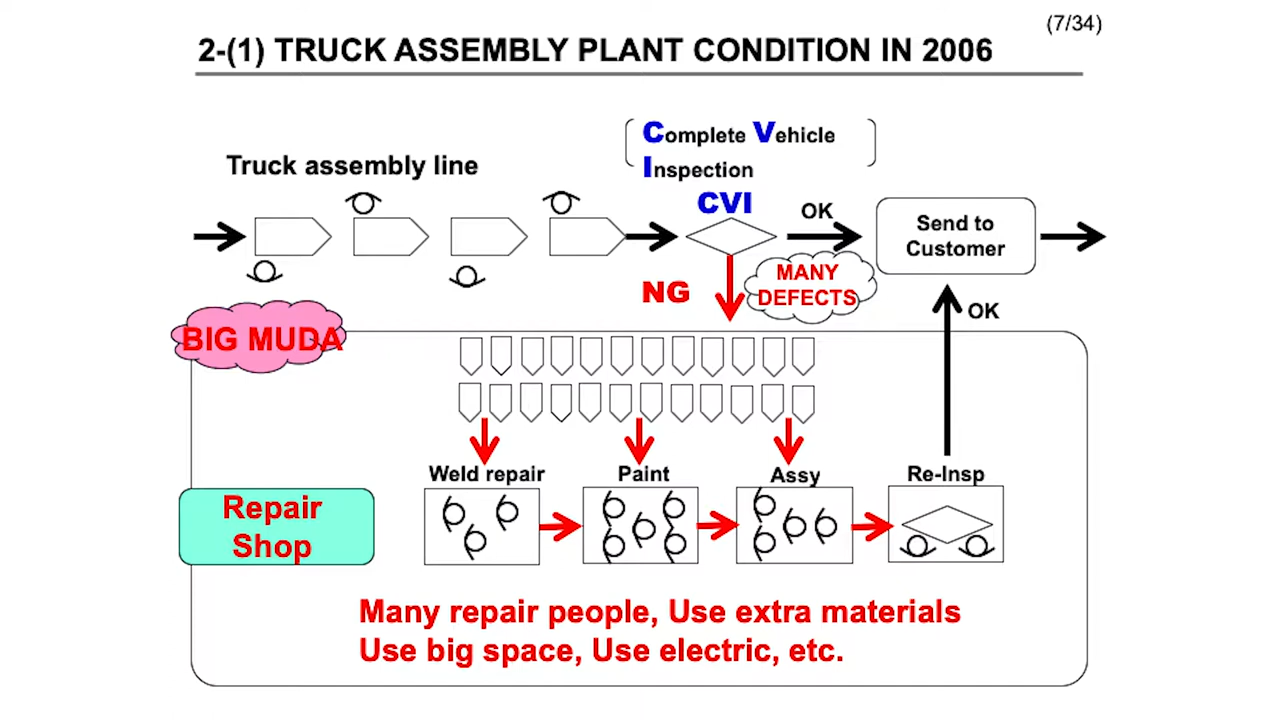 (7/34)
2-(1) TRUCK ASSEMBLY PLANT CONDITION IN 2006
Complete Vehicle
Inspection
Truck assembly line
CVI
OK
Send to
Customer
NG
MANY
DEFECTS
OK
BIG MUDA
Weld repair
Paint
Assy
Re-Insp
Repair
Shop
Many repair people, Use extra materials
Use big space, Use electric, etc.